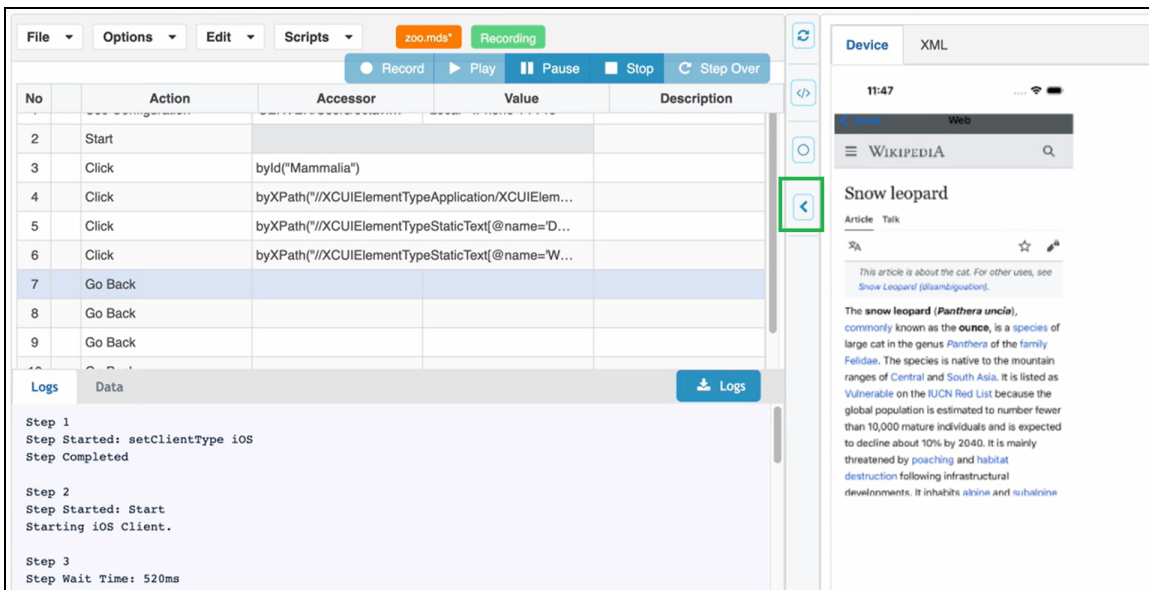 File
Options
Edit
Scripts
zoo.mds*
Recording
Record
Play
Pause
Stop
Step Over
No Action Accessor Value Description
2 Start
3 Click byId("Mammalia")
4 Click byXPath("//XCUIElementTypeApplication/XCUIElem...
5 Click byXPath("//XCUIElementTypeStaticText[@name='D...
6 Click byXPath("//XCUIElementTypeStaticText[@name='W...
7 Go Back
8 Go Back
9 Go Back
Logs
Data
Logs
Step 1
Step Started: setClientType iOS
Step Completed
Step 2
Step Started: Start
Starting iOS Client.
Step 3
Step Wait Time: 520ms
Device
XML
11:47
Web
WIKIPEDIA
Snow leopard
Article Talk
This article is about the cat. For other uses, see
Snow Leopard (disambiguation).
The snow leopard (Panthera uncia),
commonly known as the ounce, is a species of
large cat in the genus Panthera of the family
Felidae. The species is native to the mountain
ranges of Central and South Asia. It is listed as
Vulnerable on the IUCN Red List because the
global population is estimated to number fewer
than 10,000 mature individuals and is expected
to decline about 10% by 2040. It is mainly
threatened by poaching and habitat
destruction following infrastructural
developments. It inhabits alpine and subalpine